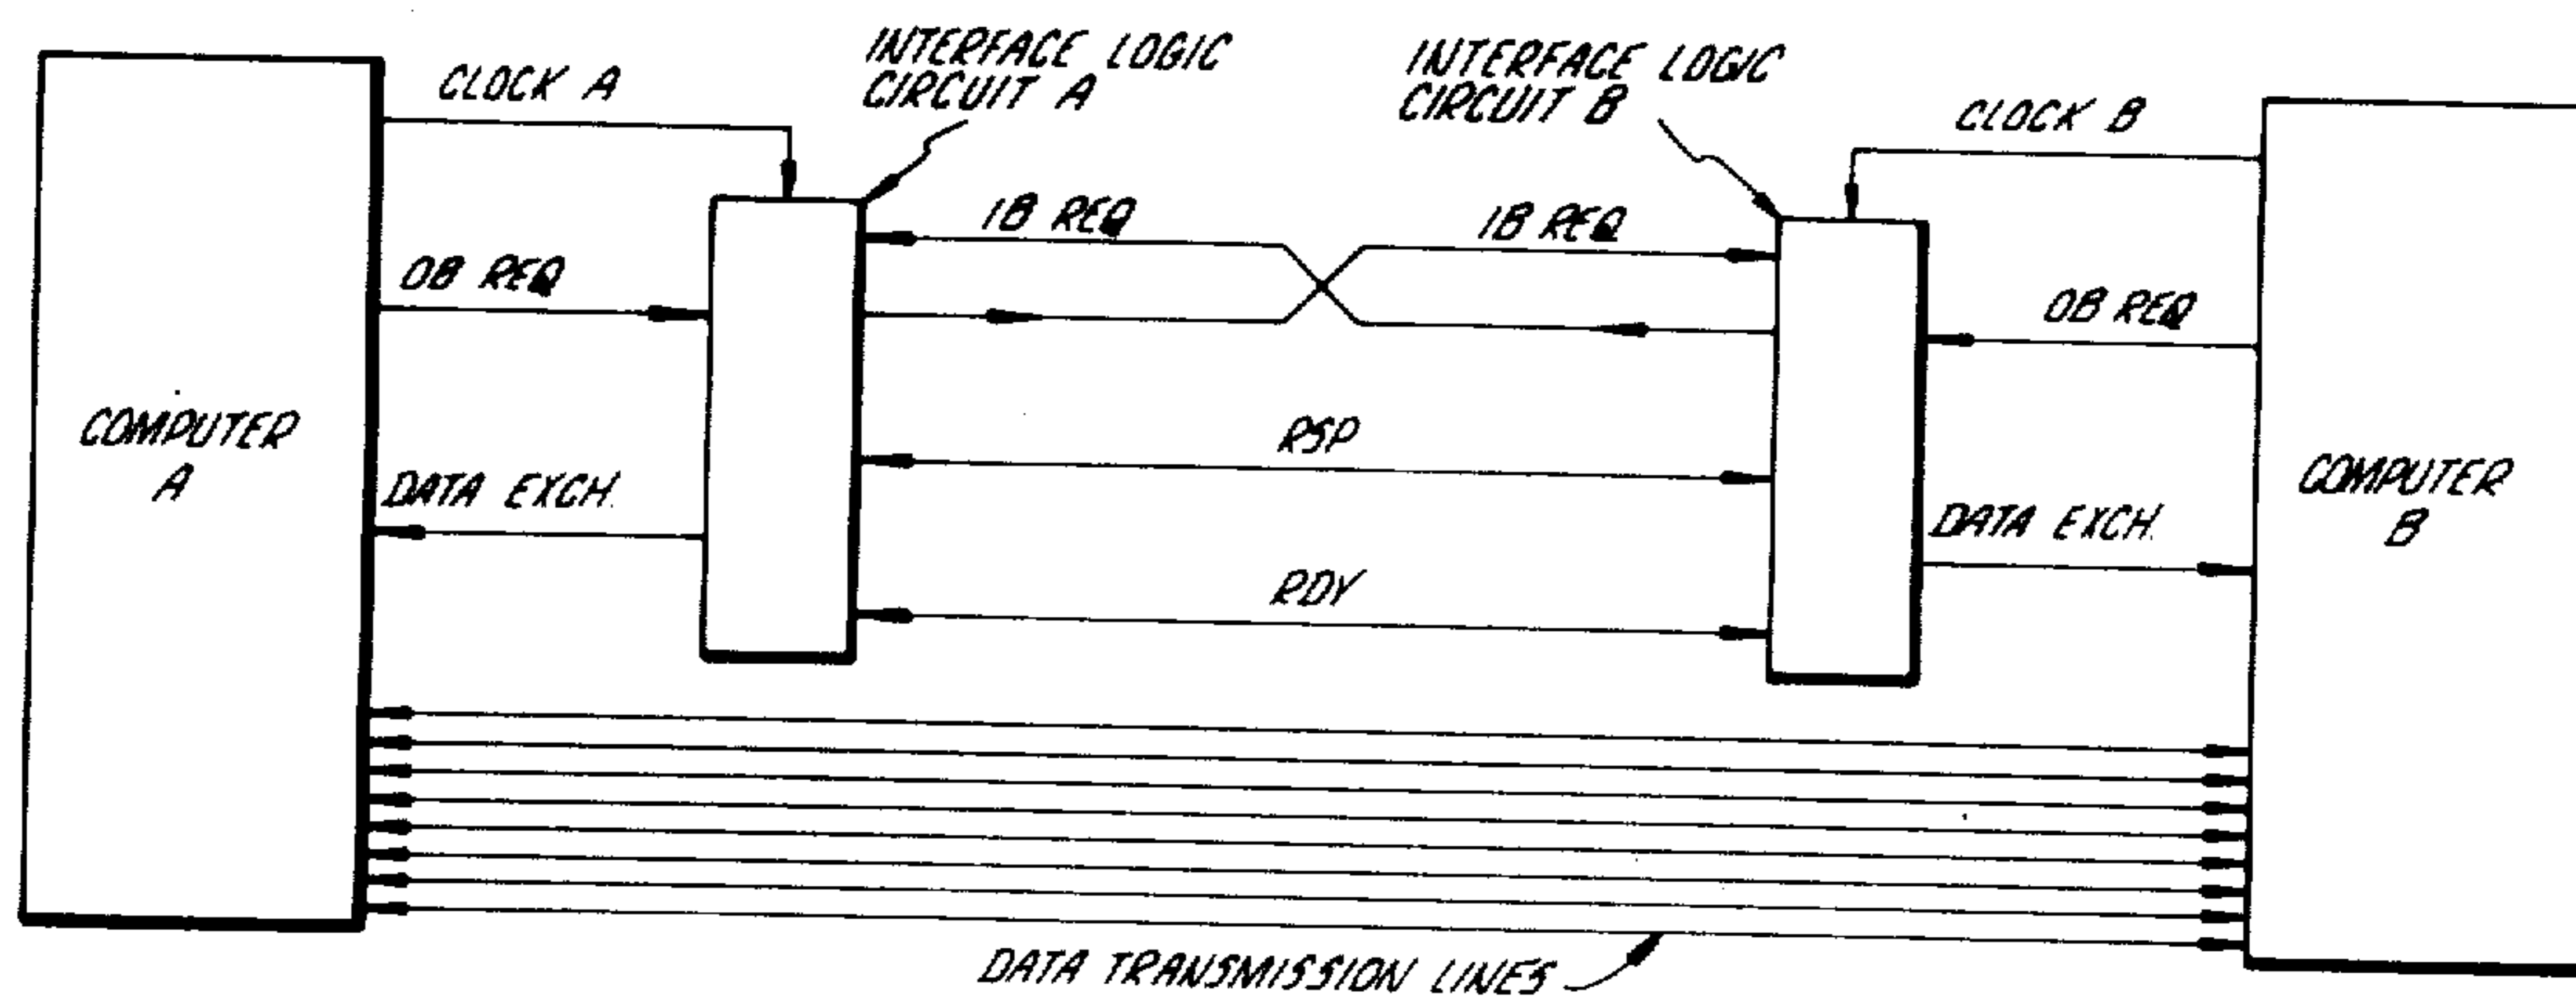 CLOCK A
INTERFACE LOGIC
CIRCUIT A
INTERFACE LOGIC
CIRCUIT B
CLOCK B
OB REQ
IB REQ
IB REQ
OB REQ
COMPUTER
A
DATA EXCH.
RSP
DATA EXCH.
COMPUTER
B
RDY
DATA TRANSMISSION LINES